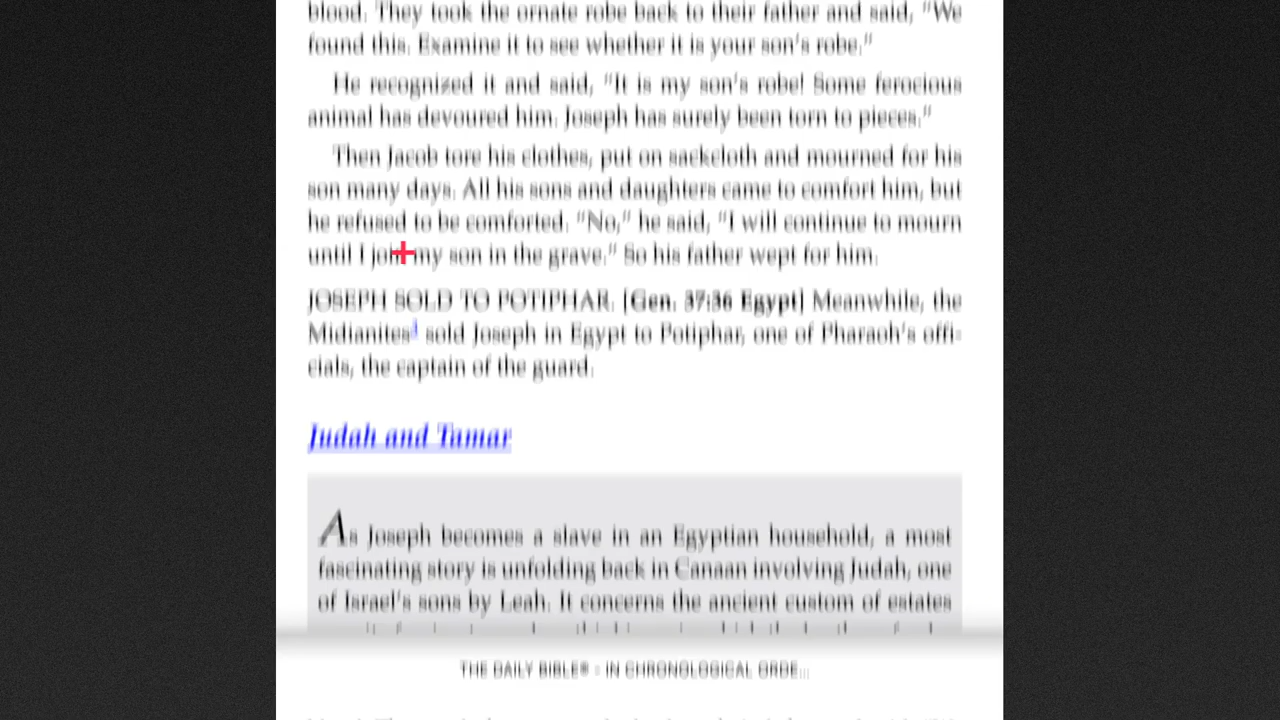 blood. They took the ornate robe back to their father and said, "We
found this. Examine it to see whether it is your son's robe."
He recognized it and said, "It is my son's robe! Some ferocious
animal has devoured him. Joseph has surely been torn to pieces."
Then Jacob tore his clothes, put on sackcloth and mourned for his
son many days. All his sons and daughters came to comfort him, but
he refused to be comforted. "No," he said, "I will continue to mourn
until I join my son in the grave." So his father wept for him.
JOSEPH SOLD TO POTIPHAR. [Gen. 37:36 Egypt] Meanwhile, the
Midianites sold Joseph in Egypt to Potiphar, one of Pharaoh's offi-
cials, the captain of the guard.
Judah and Tamar
As Joseph becomes a slave in an Egyptian household, a most
fascinating story is unfolding back in Canaan involving Judah, one
of Israel's sons by Leah. It concerns the ancient custom of estates
THE DAILY BIBLE® - IN CHRONOLOGICAL ORDE...